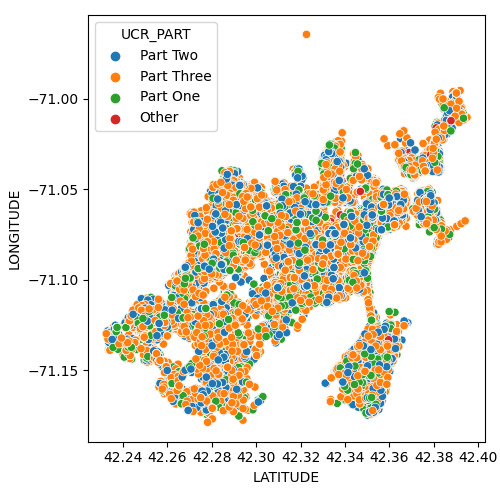 UCR_PART
Part Two
Part Three
Part One
Other
−71.00
−71.05
−71.10
−71.15
LONGITUDE
42.24 42.26 42.28 42.30 42.32 42.34 42.36 42.38 42.40
LATITUDE